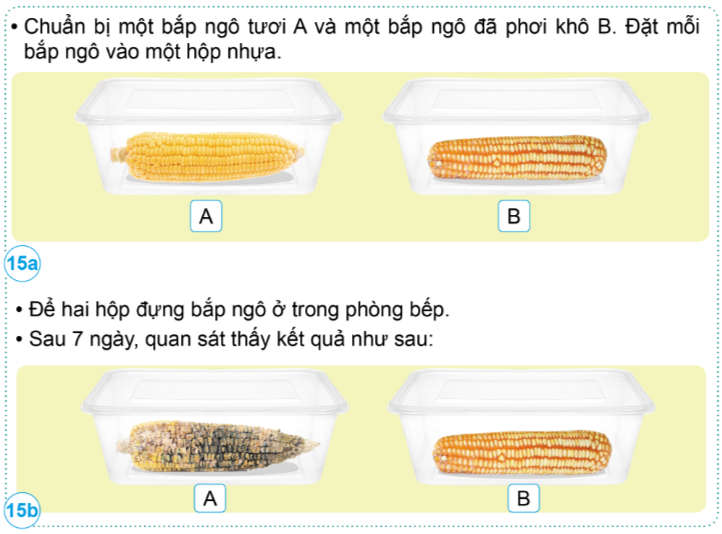 • Chuẩn bị một bắp ngô tươi A và một bắp ngô đã phơi khô B. Đặt mỗi
bắp ngô vào một hộp nhựa.
A
B
15a
• Để hai hộp đựng bắp ngô ở trong phòng bếp.
• Sau 7 ngày, quan sát thấy kết quả như sau:
A
B
15b